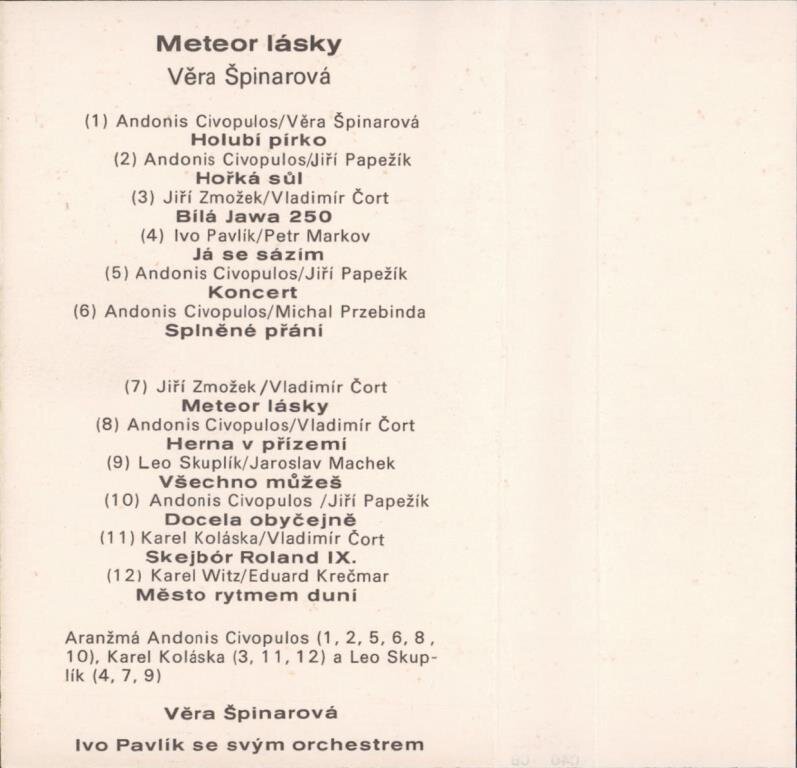 Meteor lásky
Věra Špinarová
(1) Andonis Civopulos/Věra Špinarová
Holubí pírko
(2) Andonis Civopulos/Jiří Papežík
Hořká sůl
(3) Jiří Zmožek/Vladimír Čort
Bílá Jawa 250
(4) Ivo Pavlík/Petr Markov
Já se sázím
(5) Andonis Civopulos/Jiří Papežík
Koncert
(6) Andonis Civopulos/Michal Przebinda
Splněné přání
(7) Jiří Zmožek/Vladimír Čort
Meteor lásky
(8) Andonis Civopulos/Vladimír Čort
Herna v přízemí
(9) Leo Skuplík/Jaroslav Machek
Všechno můžeš
(10) Andonis Civopulos /Jiří Papežík
Docela obyčejně
(11) Karel Koláska/Vladimír Čort
Skejbór Roland IX.
(12) Karel Witz/Eduard Krečmar
Město rytmem duní
Aranžmá Andonis Civopulos (1, 2, 5, 6, 8,
10), Karel Koláska (3, 11, 12) a Leo Skup-
lík (4, 7, 9)
Věra Špinarová
Ivo Pavlík se svým orchestrem